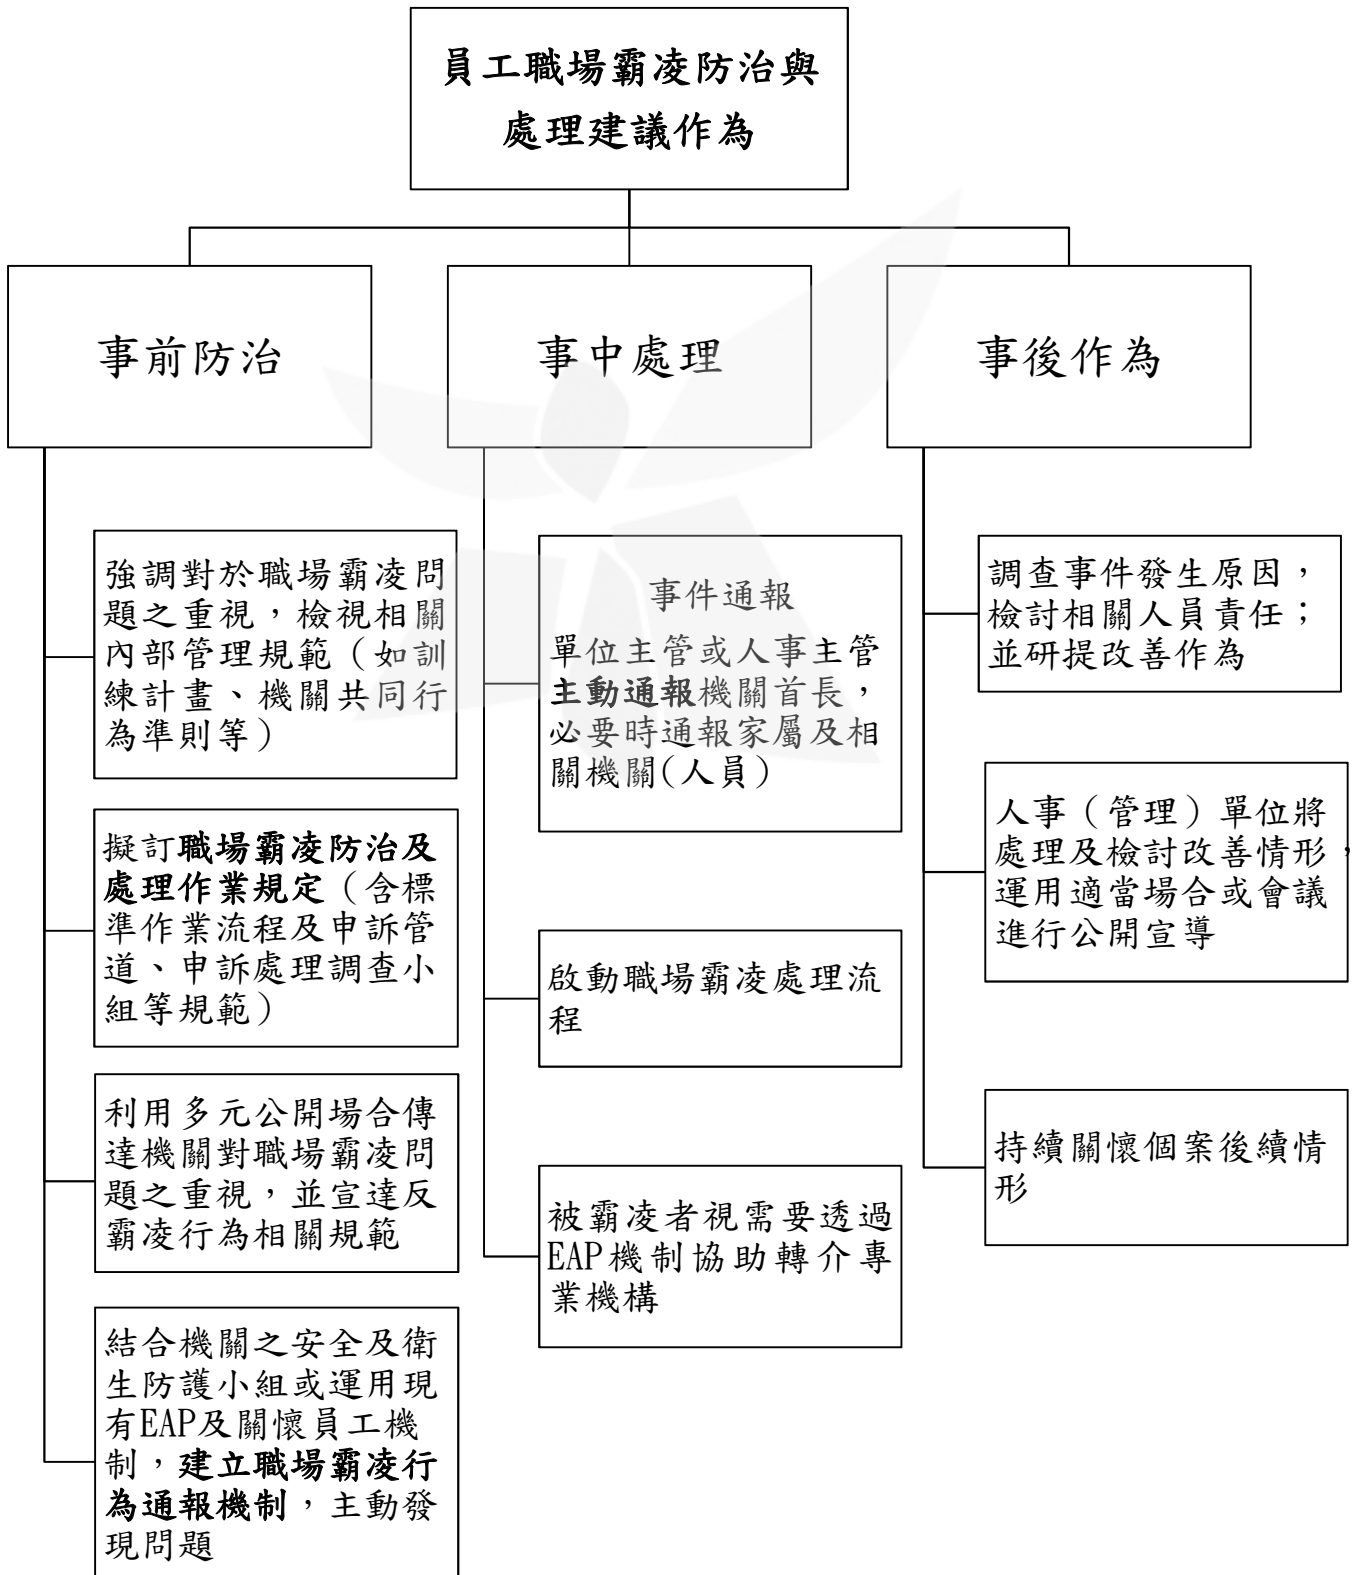 員工職場霸凌防治與
處理建議作為
事前防治
強調對於職場霸凌問
題之重視，檢視相關
內部管理規範（如訓
練計畫、機關共同行
為準則等）
擬訂職場霸凌防治及
處理作業規定（含標
準作業流程及申訴管
道、申訴處理調查小
組等規範）
利用多元公開場合傳
達機關對職場霸凌問
題之重視，並宣達反
霸凌行為相關規範
結合機關之安全及衛
生防護小組或運用現
有EAP及關懷員工機
制，建立職場霸凌行
為通報機制，主動發
現問題
事中處理
事件通報
單位主管或人事主管
主動通報機關首長，
必要時通報家屬及相
關機關(人員)
啟動職場霸凌處理流
程
被霸凌者視需要透過
EAP機制協助轉介專
業機構
事後作為
調查事件發生原因，
檢討相關人員責任；
並研提改善作為
人事（管理）單位將
處理及檢討改善情形，
運用適當場合或會議
進行公開宣導
持續關懷個案後續情
形